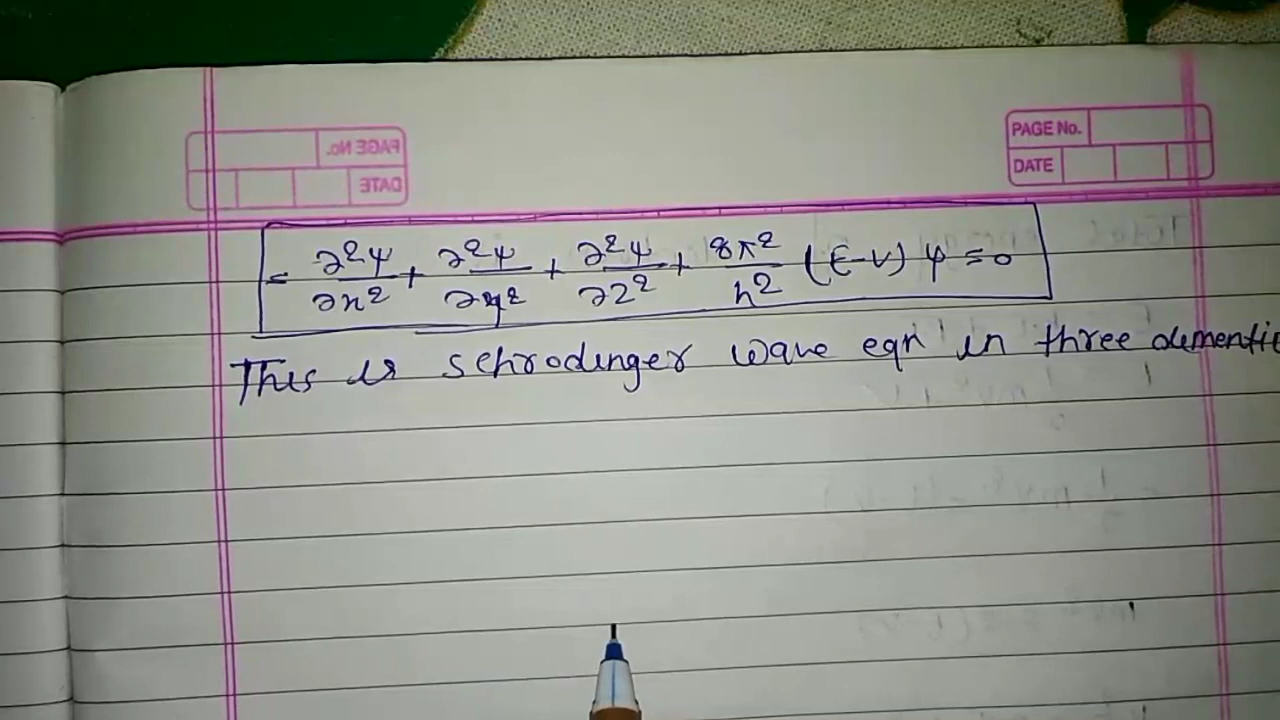 PAGE No.
DATE
PAGE No.
DATE
= ∂²ψ/∂x² + ∂²ψ/∂y² + ∂²ψ/∂z² + 8π²/h² (E-V) ψ = 0
This is schrodinger wave eqn in three dimentio